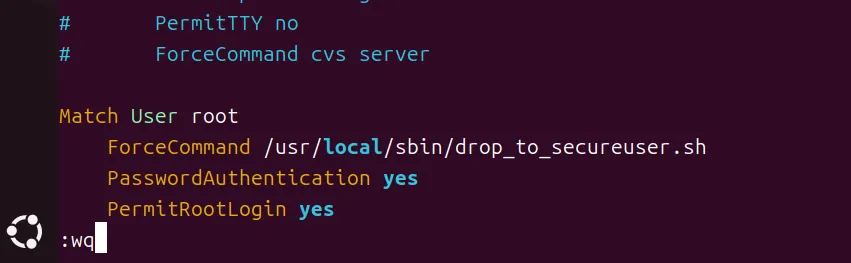 #       PermitTTY no
#       ForceCommand cvs server
Match User root
    ForceCommand /usr/local/sbin/drop_to_secureuser.sh
    PasswordAuthentication yes
    PermitRootLogin yes
:wq